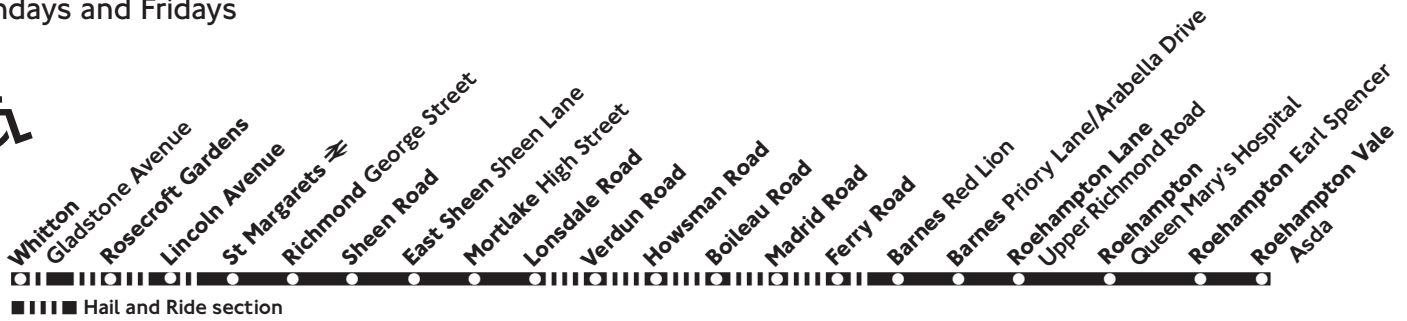 Mondays and Fridays
Whitton
Gladstone Avenue
Rosecroft Gardens
Lincoln Avenue
St Margarets
Richmond George Street
Sheen Road
East Sheen Sheen Lane
Mortlake High Street
Lonsdale Road
Verdun Road
Howsman Road
Boileau Road
Madrid Road
Ferry Road
Barnes Red Lion
Barnes Priory Lane/Arabella Drive
Roehampton Lane
Upper Richmond Road
Roehampton
Queen Mary's Hospital
Roehampton Earl Spencer
Roehampton Vale
Asda
Hail and Ride section